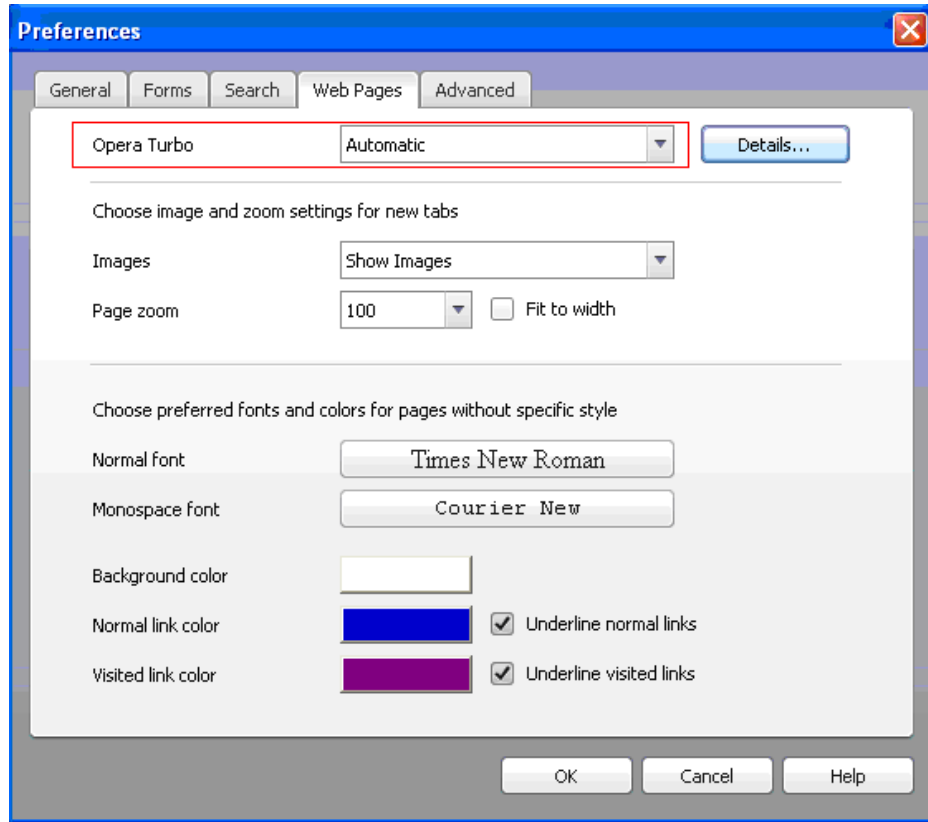 Preferences
General Forms Search Web Pages Advanced
Opera Turbo Automatic Details...
Choose image and zoom settings for new tabs
Images Show Images
Page zoom 100 Fit to width
Choose preferred fonts and colors for pages without specific style
Normal font Times New Roman
Monospace font Courier New
Background color
Normal link color Underline normal links
Visited link color Underline visited links
OK Cancel Help